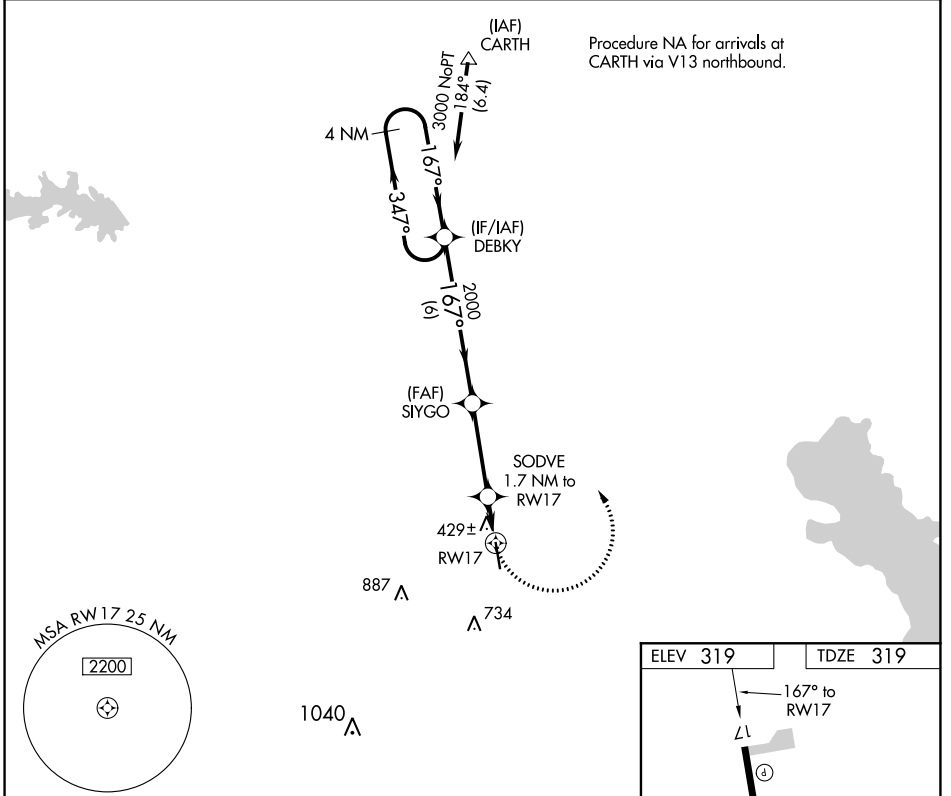 (IAF)
CARTH
Procedure NA for arrivals at
CARTH via V13 northbound.
3000 NoPT
184°
(6.4)
4 NM
167°
347°
(IF/IAF)
DEBKY
2000
167°
(6)
(FAF)
SIYGO
SODVE
1.7 NM to
RW17
429±
RW17
887
734
MSA RW17 25 NM
2200
1040
ELEV 319
TDZE 319
167° to
RW17
17
P